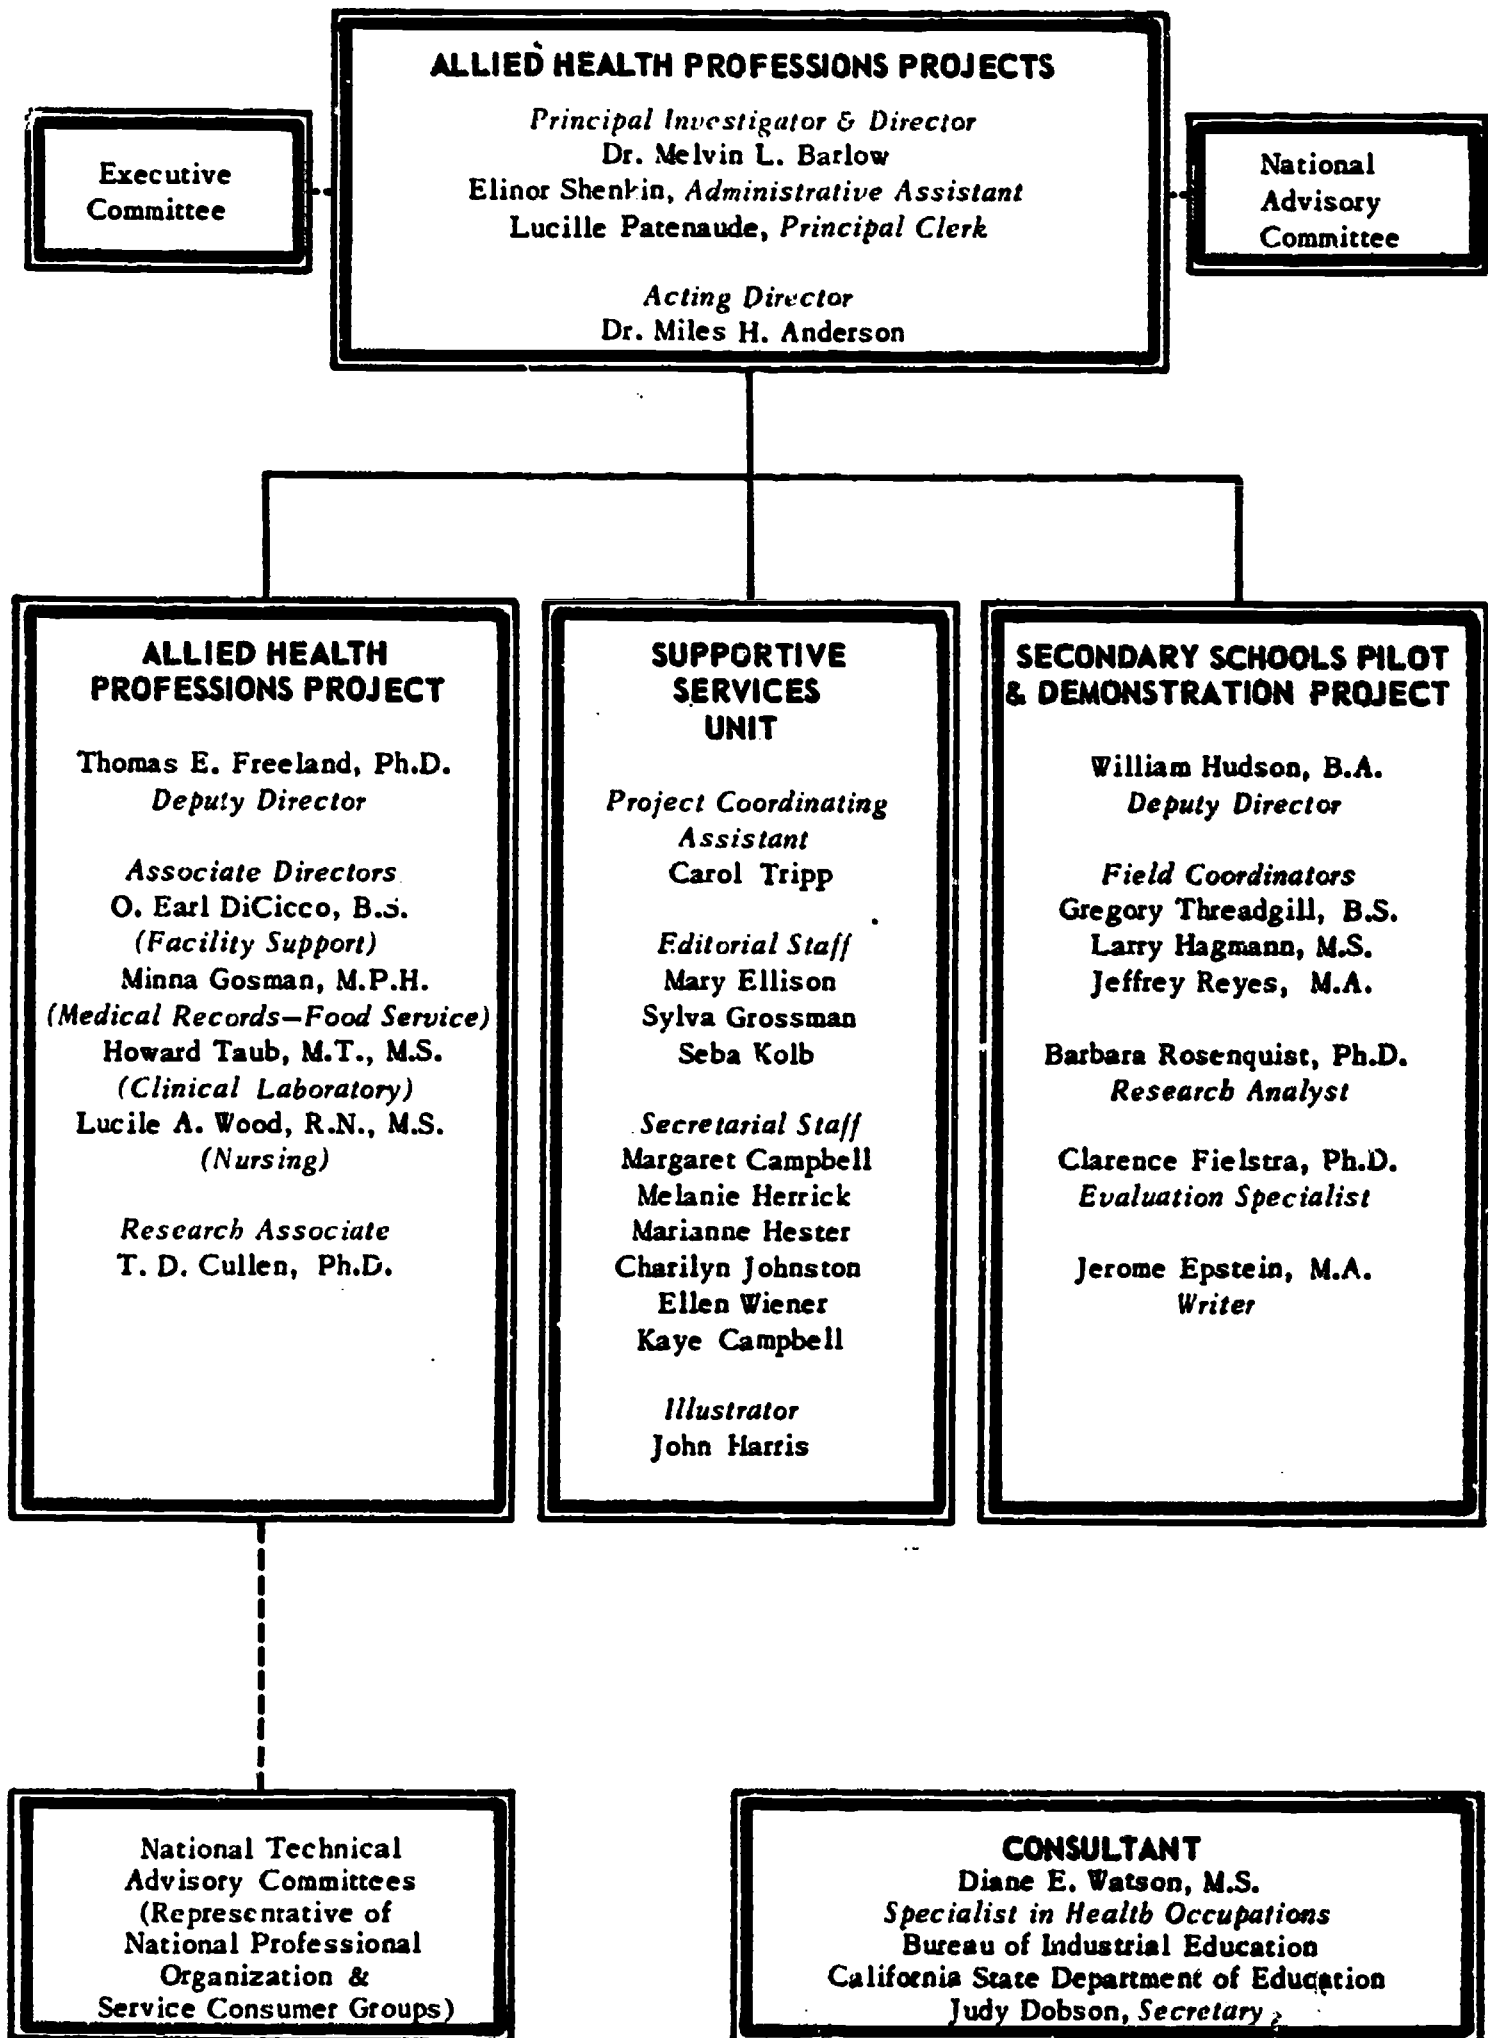 ALLIED HEALTH PROFESSIONS PROJECTS
Principal Investigator & Director
Dr. Melvin L. Barlow
Elinor Shenkin, Administrative Assistant
Lucille Patenaude, Principal Clerk
Acting Director
Dr. Miles H. Anderson
Executive
Committee
National
Advisory
Committee
ALLIED HEALTH
PROFESSIONS PROJECT
Thomas E. Freeland, Ph.D.
Deputy Director
Associate Directors
O. Earl DiCicco, B.S.
(Facility Support)
Minna Gosman, M.P.H.
(Medical Records—Food Service)
Howard Taub, M.T., M.S.
(Clinical Laboratory)
Lucile A. Wood, R.N., M.S.
(Nursing)
Research Associate
T. D. Cullen, Ph.D.
SUPPORTIVE
SERVICES
UNIT
Project Coordinating
Assistant
Carol Tripp
Editorial Staff
Mary Ellison
Sylva Grossman
Seba Kolb
Secretarial Staff
Margaret Campbell
Melanie Herrick
Marianne Hester
Charilyn Johnston
Ellen Wiener
Kaye Campbell
Illustrator
John Harris
SECONDARY SCHOOLS PILOT
& DEMONSTRATION PROJECT
William Hudson, B.A.
Deputy Director
Field Coordinators
Gregory Threadgill, B.S.
Larry Hagmann, M.S.
Jeffrey Reyes, M.A.
Barbara Rosenquist, Ph.D.
Research Analyst
Clarence Fielstra, Ph.D.
Evaluation Specialist
Jerome Epstein, M.A.
Writer
National Technical
Advisory Committees
(Representative of
National Professional
Organization &
Service Consumer Groups)
CONSULTANT
Diane E. Watson, M.S.
Specialist in Health Occupations
Bureau of Industrial Education
California State Department of Education
Judy Dobson, Secretary